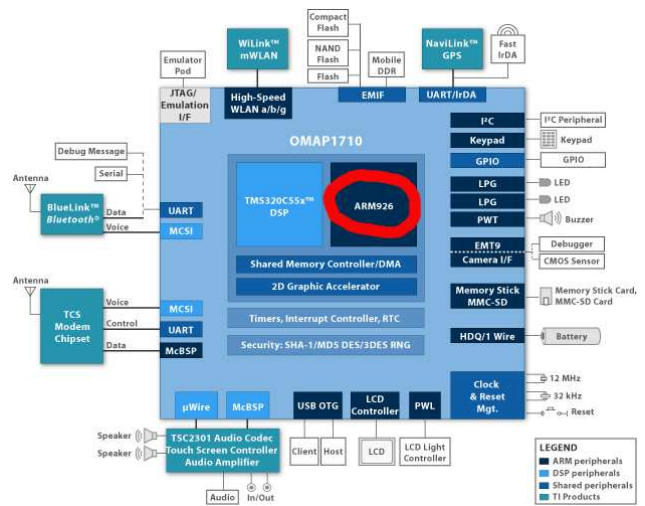 Compact
Flash
NAND
Flash
Flash
WiLink™
mWLAN
Mobile
DDR
NaviLink™
GPS
Fast
IrDA
Emulator
Pod
JTAG/
Emulation
I/F
High-Speed
WLAN a/b/g
EMIF
UART/IrDA
OMAP1710
I²C
I²C Peripheral
Keypad
Keypad
GPIO
GPIO
Debug Message
Serial
Antenna
BlueLink™
Bluetooth®
Data
Voice
UART
MCSI
TMS320C55x™
DSP
ARM926
LPG
LED
LPG
LED
PWT
Buzzer
EMT9
Camera I/F
Debugger
CMOS Sensor
Shared Memory Controller/DMA
2D Graphic Accelerator
Antenna
TCS
Modem
Chipset
Voice
Control
Data
MCSI
UART
McBSP
Timers, Interrupt Controller, RTC
Security: SHA-1/MD5 DES/3DES RNG
Memory Stick
MMC-SD
Memory Stick Card,
MMC-SD Card
HDQ/1 Wire
Battery
Clock
& Reset
Mgt.
12 MHz
32 kHz
Reset
µWire
McBSP
USB OTG
LCD
Controller
PWL
Speaker
Speaker
TSC2301 Audio Codec
Touch Screen Controller
Audio Amplifier
Audio
In/Out
Client
Host
LCD
LCD Light
Controller
LEGEND
ARM peripherals
DSP peripherals
Shared peripherals
TI Products